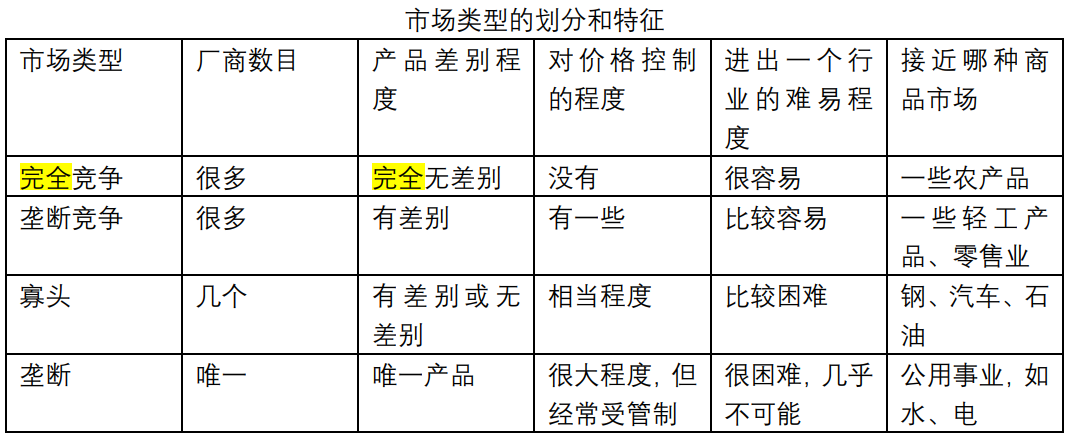 市场类型的划分和特征
市场类型 厂商数目 产品差别程度 对价格控制的程度 进出一个行业的难易程度 接近哪种商品市场
完全竞争 很多 完全无差别 没有 很容易 一些农产品
垄断竞争 很多 有差别 有一些 比较容易 一些轻工产品、零售业
寡头 几个 有差别或无差别 相当程度 比较困难 钢、汽车、石油
垄断 唯一 唯一产品 很大程度，但经常受管制 很困难，几乎不可能 公用事业，如水、电